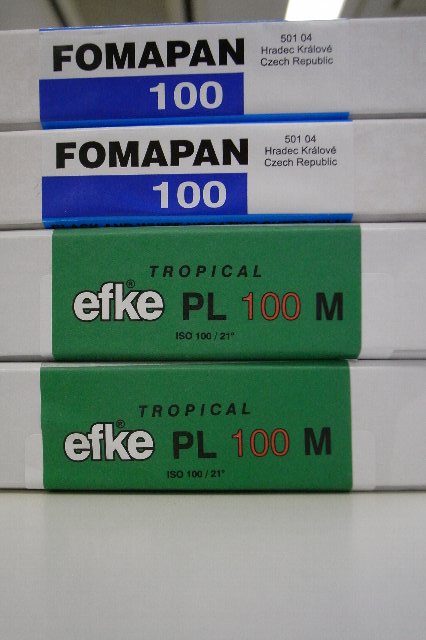 FOMAPAN
100
501 04
Hradec Králové
Czech Republic
FOMAPAN
100
501 04
Hradec Králové
Czech Republic
TROPICAL
efke® PL 100 M
ISO 100 / 21°
TROPICAL
efke® PL 100 M
ISO 100 / 21°